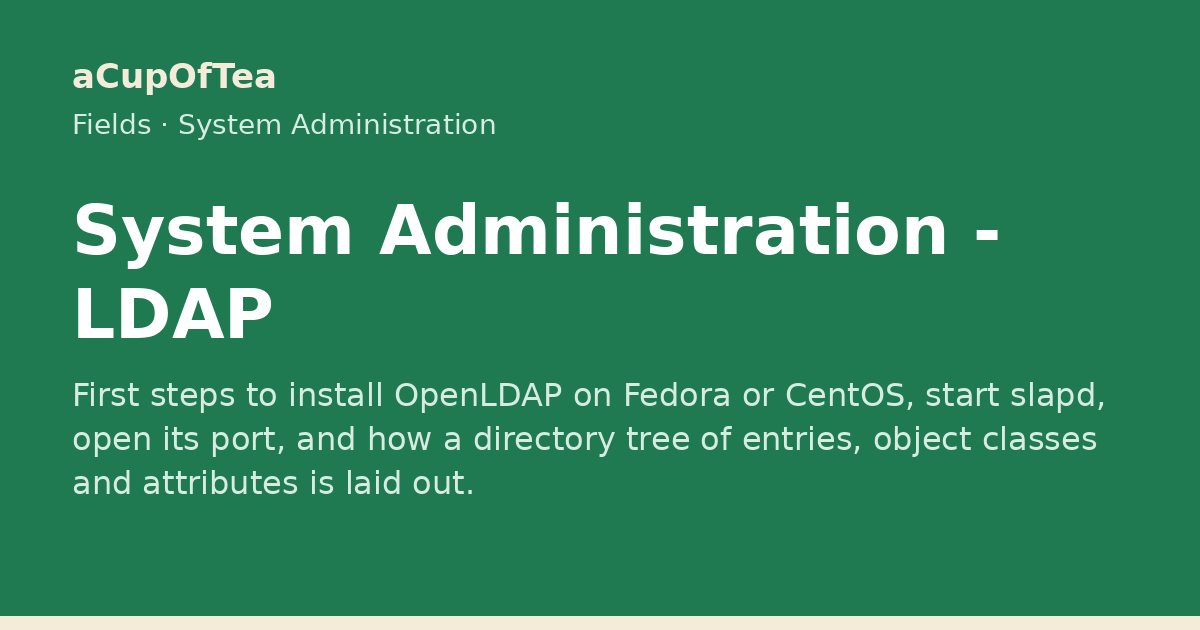 aCupOfTea
Fields · System Administration
System Administration -
LDAP
First steps to install OpenLDAP on Fedora or CentOS, start slapd,
open its port, and how a directory tree of entries, object classes
and attributes is laid out.